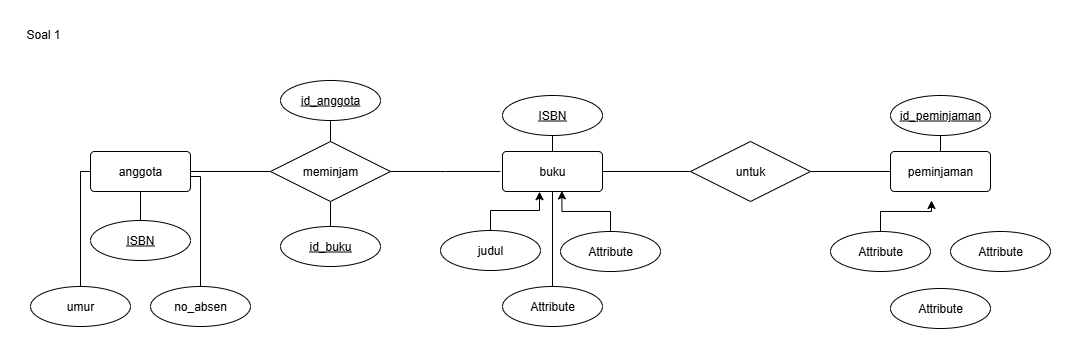 Soal 1
id_anggota
ISBN
id_peminjaman
anggota
meminjam
buku
untuk
peminjaman
ISBN
id_buku
judul
Attribute
Attribute
Attribute
umur
no_absen
Attribute
Attribute